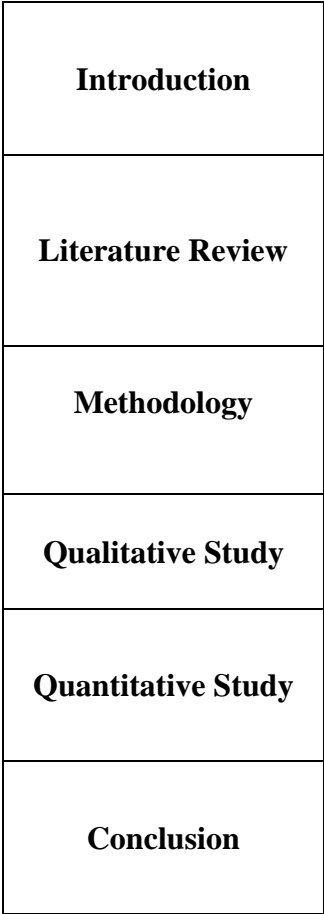 Introduction
Literature Review
Methodology
Qualitative Study
Quantitative Study
Conclusion